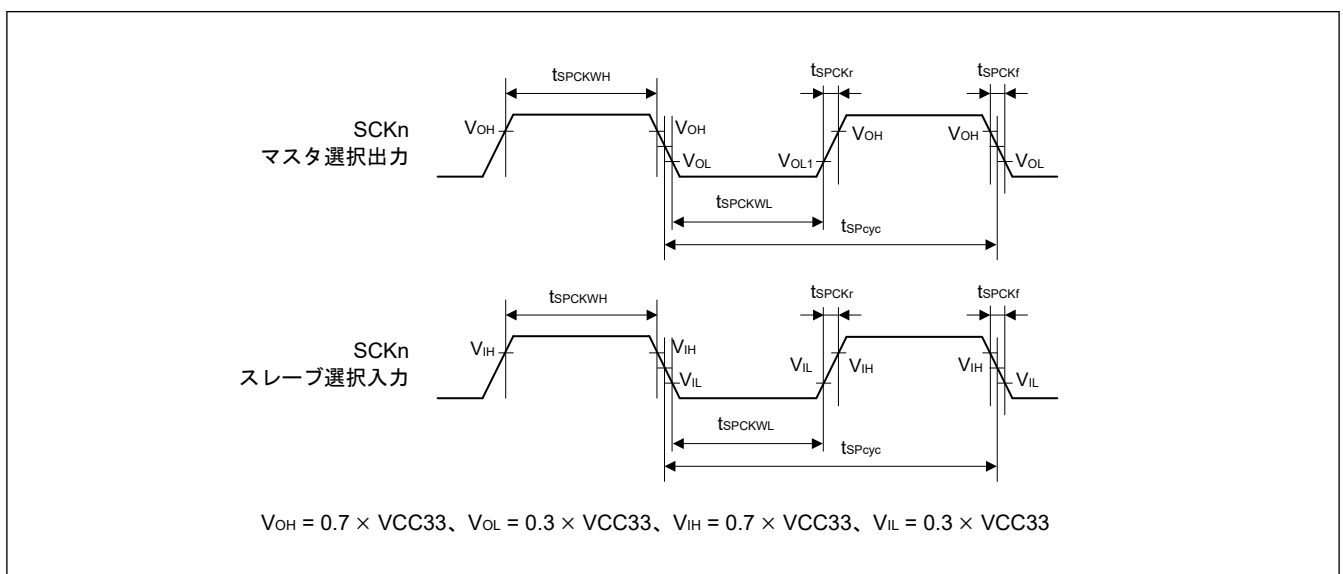 tSPCKWH
tSPCKr
tSPCKf
SCKn
マスタ選択出力
VOH
VOH
VOL
VOL1
VOH
VOH
VOL
tSPCKWL
tSPcyc
tSPCKWH
tSPCKr
tSPCKf
SCKn
スレーブ選択入力
VIH
VIH
VIL
VIL
VIH
VIH
VIL
tSPCKWL
tSPcyc
VOH = 0.7 × VCC33、VOL = 0.3 × VCC33、VIH = 0.7 × VCC33、VIL = 0.3 × VCC33